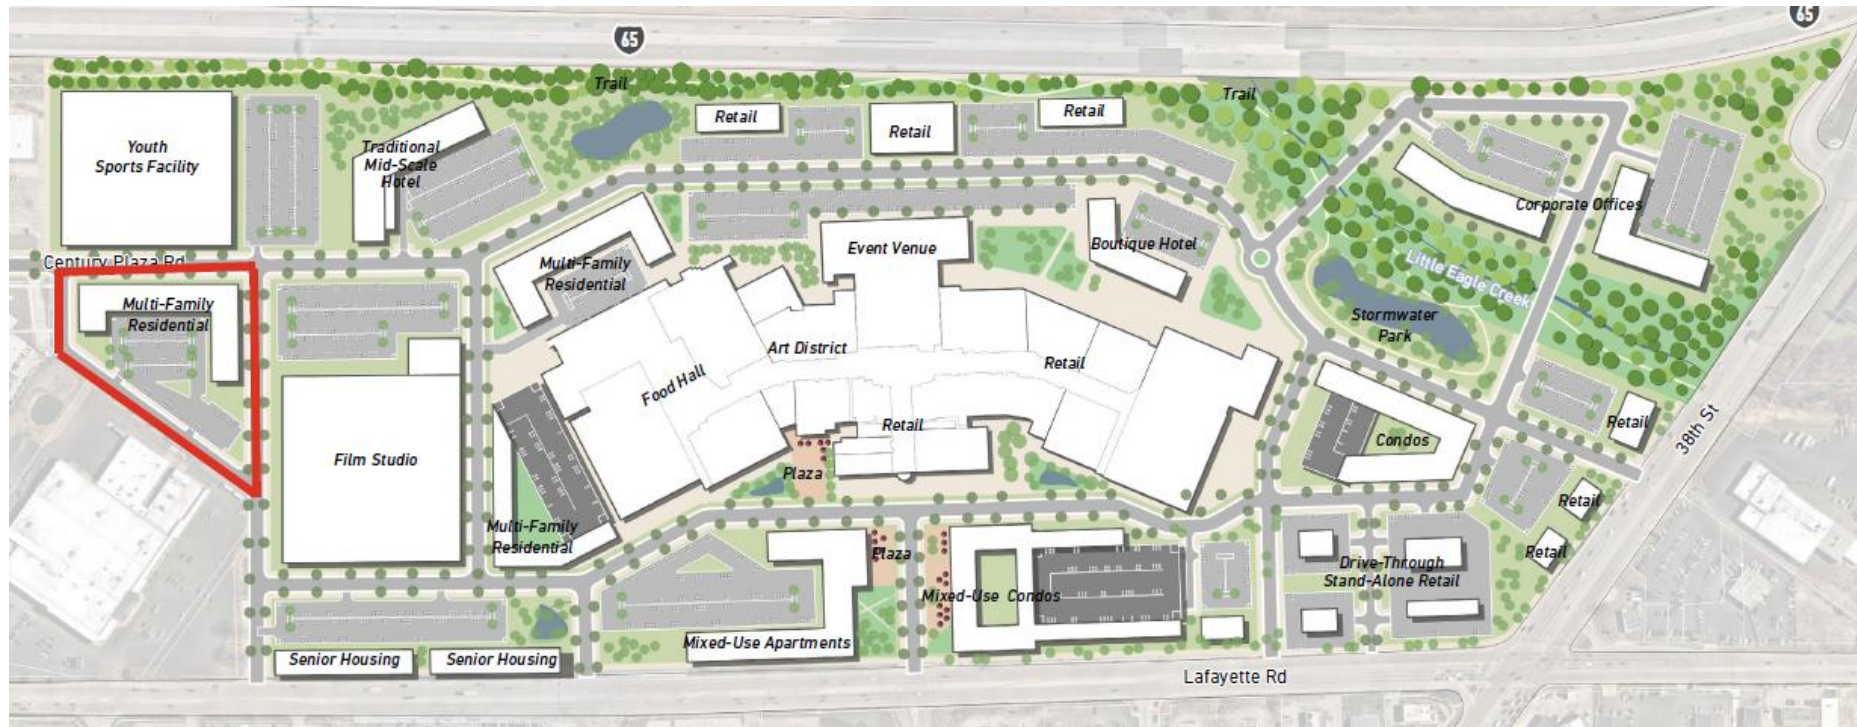 65
65
Trail
Trail
Retail
Retail
Retail
Youth
Sports Facility
Traditional
Mid-Scale
Hotel
Corporate Offices
Century Plaza Rd
Multi-Family
Residential
Event Venue
Boutique Hotel
Little Eagle Creek
Multi-Family
Residential
Stormwater
Park
Art District
Retail
Food Hall
Retail
Retail
38th St
Condos
Film Studio
Plaza
Retail
Multi-Family
Residential
Plaza
Retail
Drive-Through
Stand-Alone Retail
Mixed-Use Condos
Mixed-Use Apartments
Senior Housing
Senior Housing
Lafayette Rd